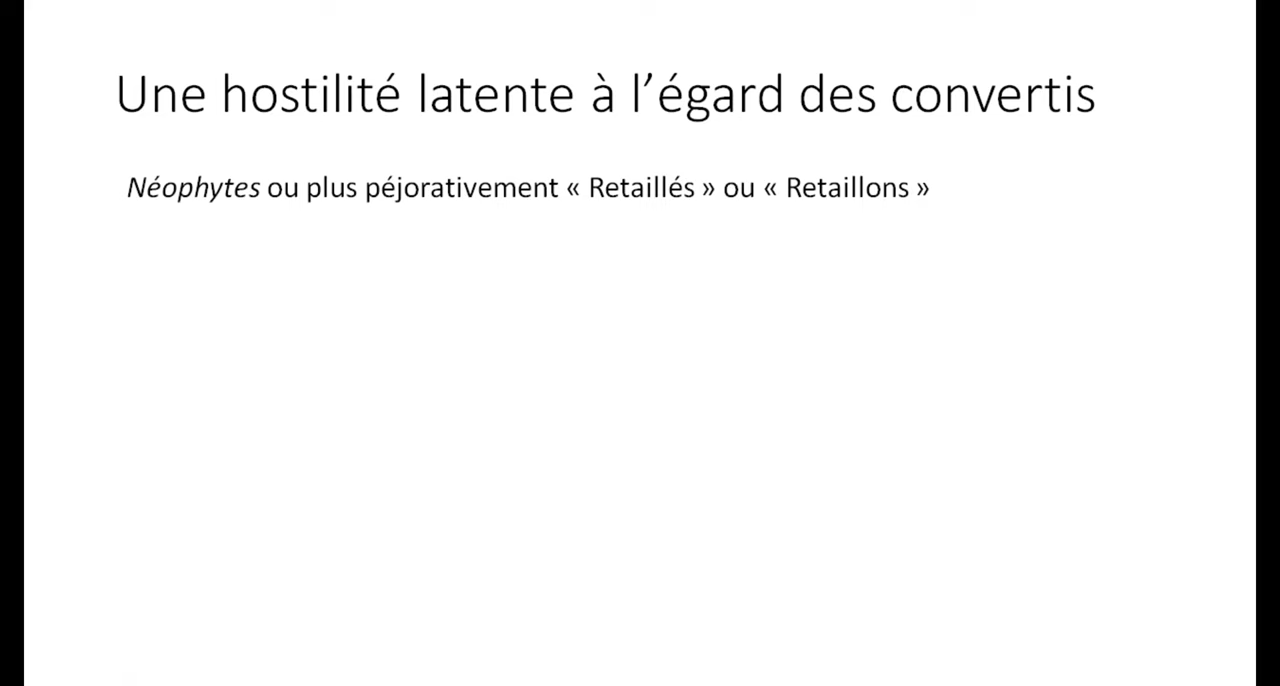 Une hostilité latente à l’égard des convertis
Néophytes ou plus péjorativement « Retaillés » ou « Retaillons »